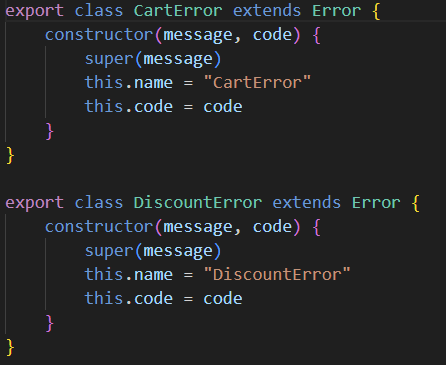 export class CartError extends Error {
    constructor(message, code) {
        super(message)
        this.name = "CartError"
        this.code = code
    }
}

export class DiscountError extends Error {
    constructor(message, code) {
        super(message)
        this.name = "DiscountError"
        this.code = code
    }
}